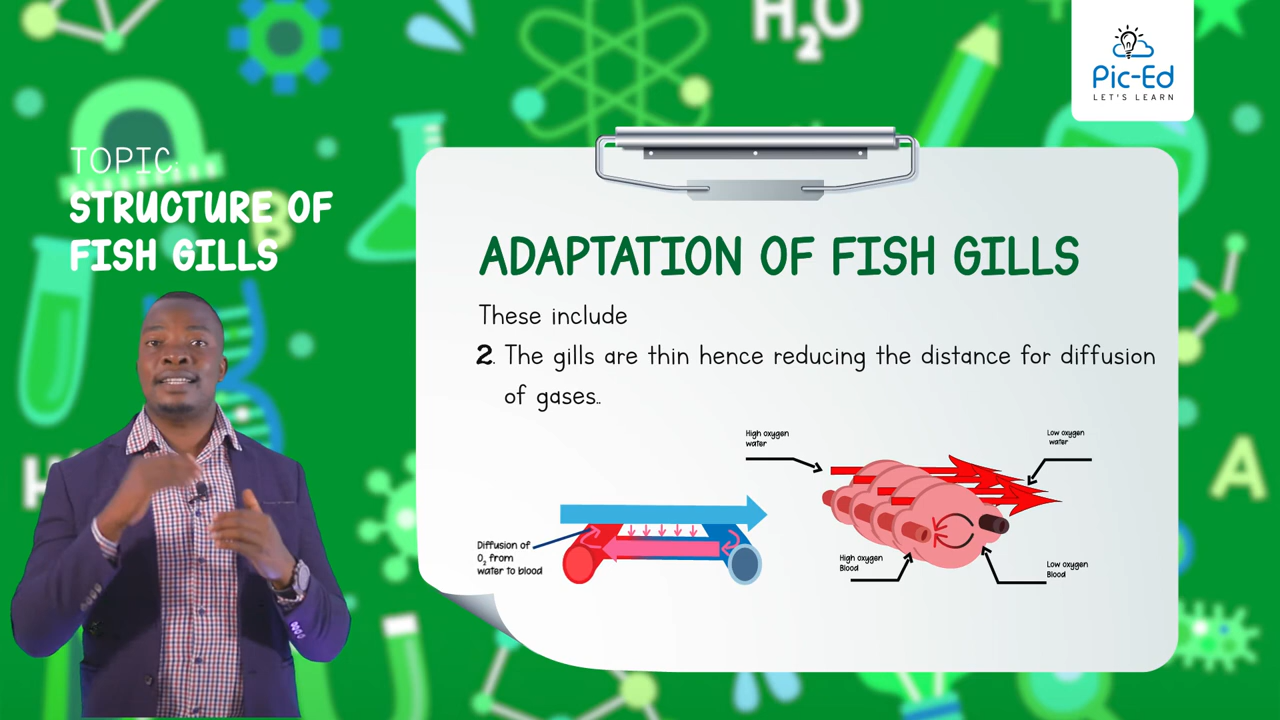 H₂O
Pic-Ed
LET'S LEARN
TOPIC:
STRUCTURE OF
FISH GILLS
B
ADAPTATION OF FISH GILLS
These include
2. The gills are thin hence reducing the distance for diffusion
of gases..
High oxygen
water
Low oxygen
water
Diffusion of
O₂ from
water to blood
High oxygen
Blood
Low oxygen
Blood
A